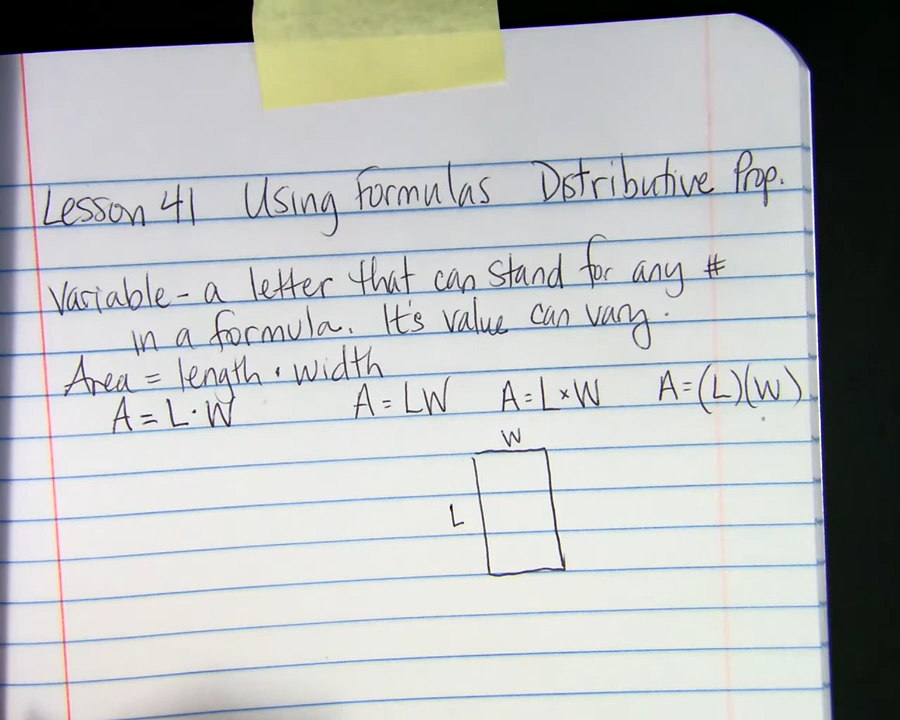 Lesson 41 Using Formulas Dstributive Prop.
Variable - a letter that can stand for any #
in a formula. It's value can vary.
Area = length · width
A = L · W A = LW A = L × W A = (L)(W)
W
L